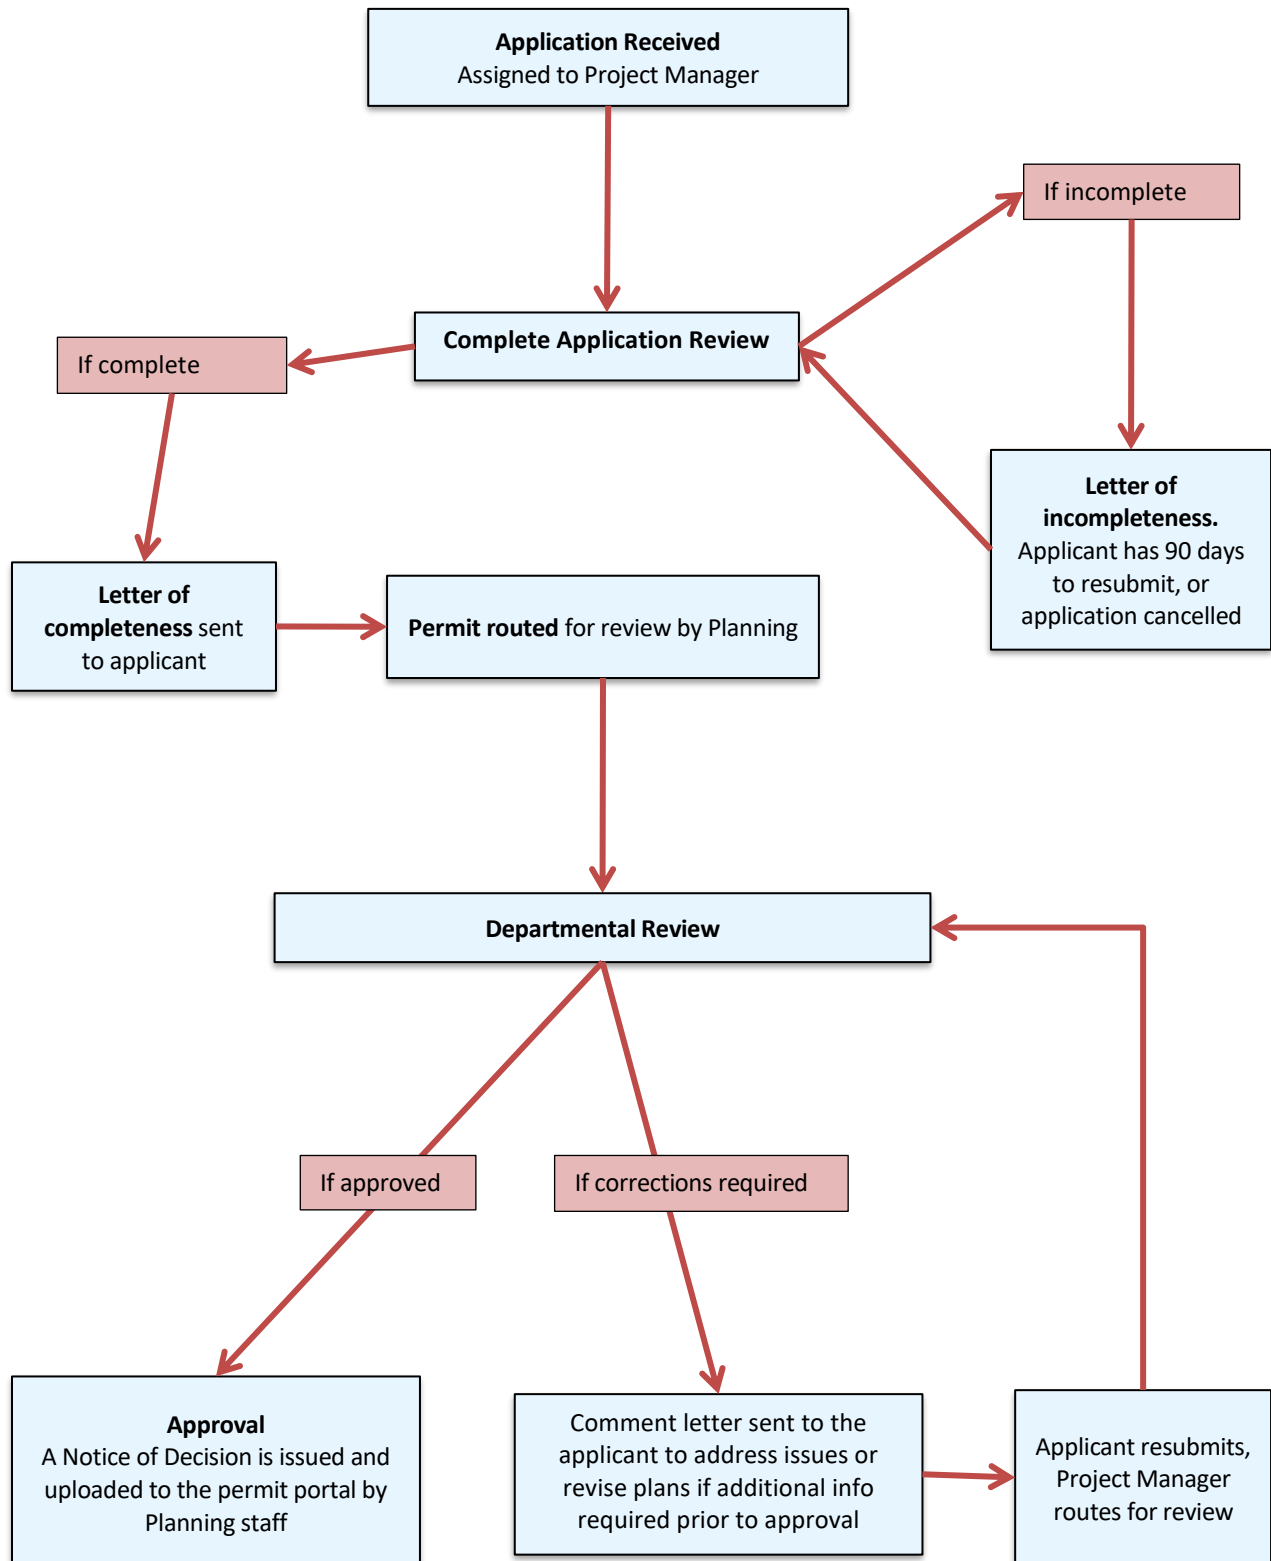 Application Received
Assigned to Project Manager
If incomplete
Complete Application Review
If complete
Letter of
incompleteness.
Applicant has 90 days
to resubmit, or
application cancelled
Letter of
completeness sent
to applicant
Permit routed for review by Planning
Departmental Review
If approved
If corrections required
Approval
A Notice of Decision is issued and
uploaded to the permit portal by
Planning staff
Comment letter sent to the
applicant to address issues or
revise plans if additional info
required prior to approval
Applicant resubmits,
Project Manager
routes for review